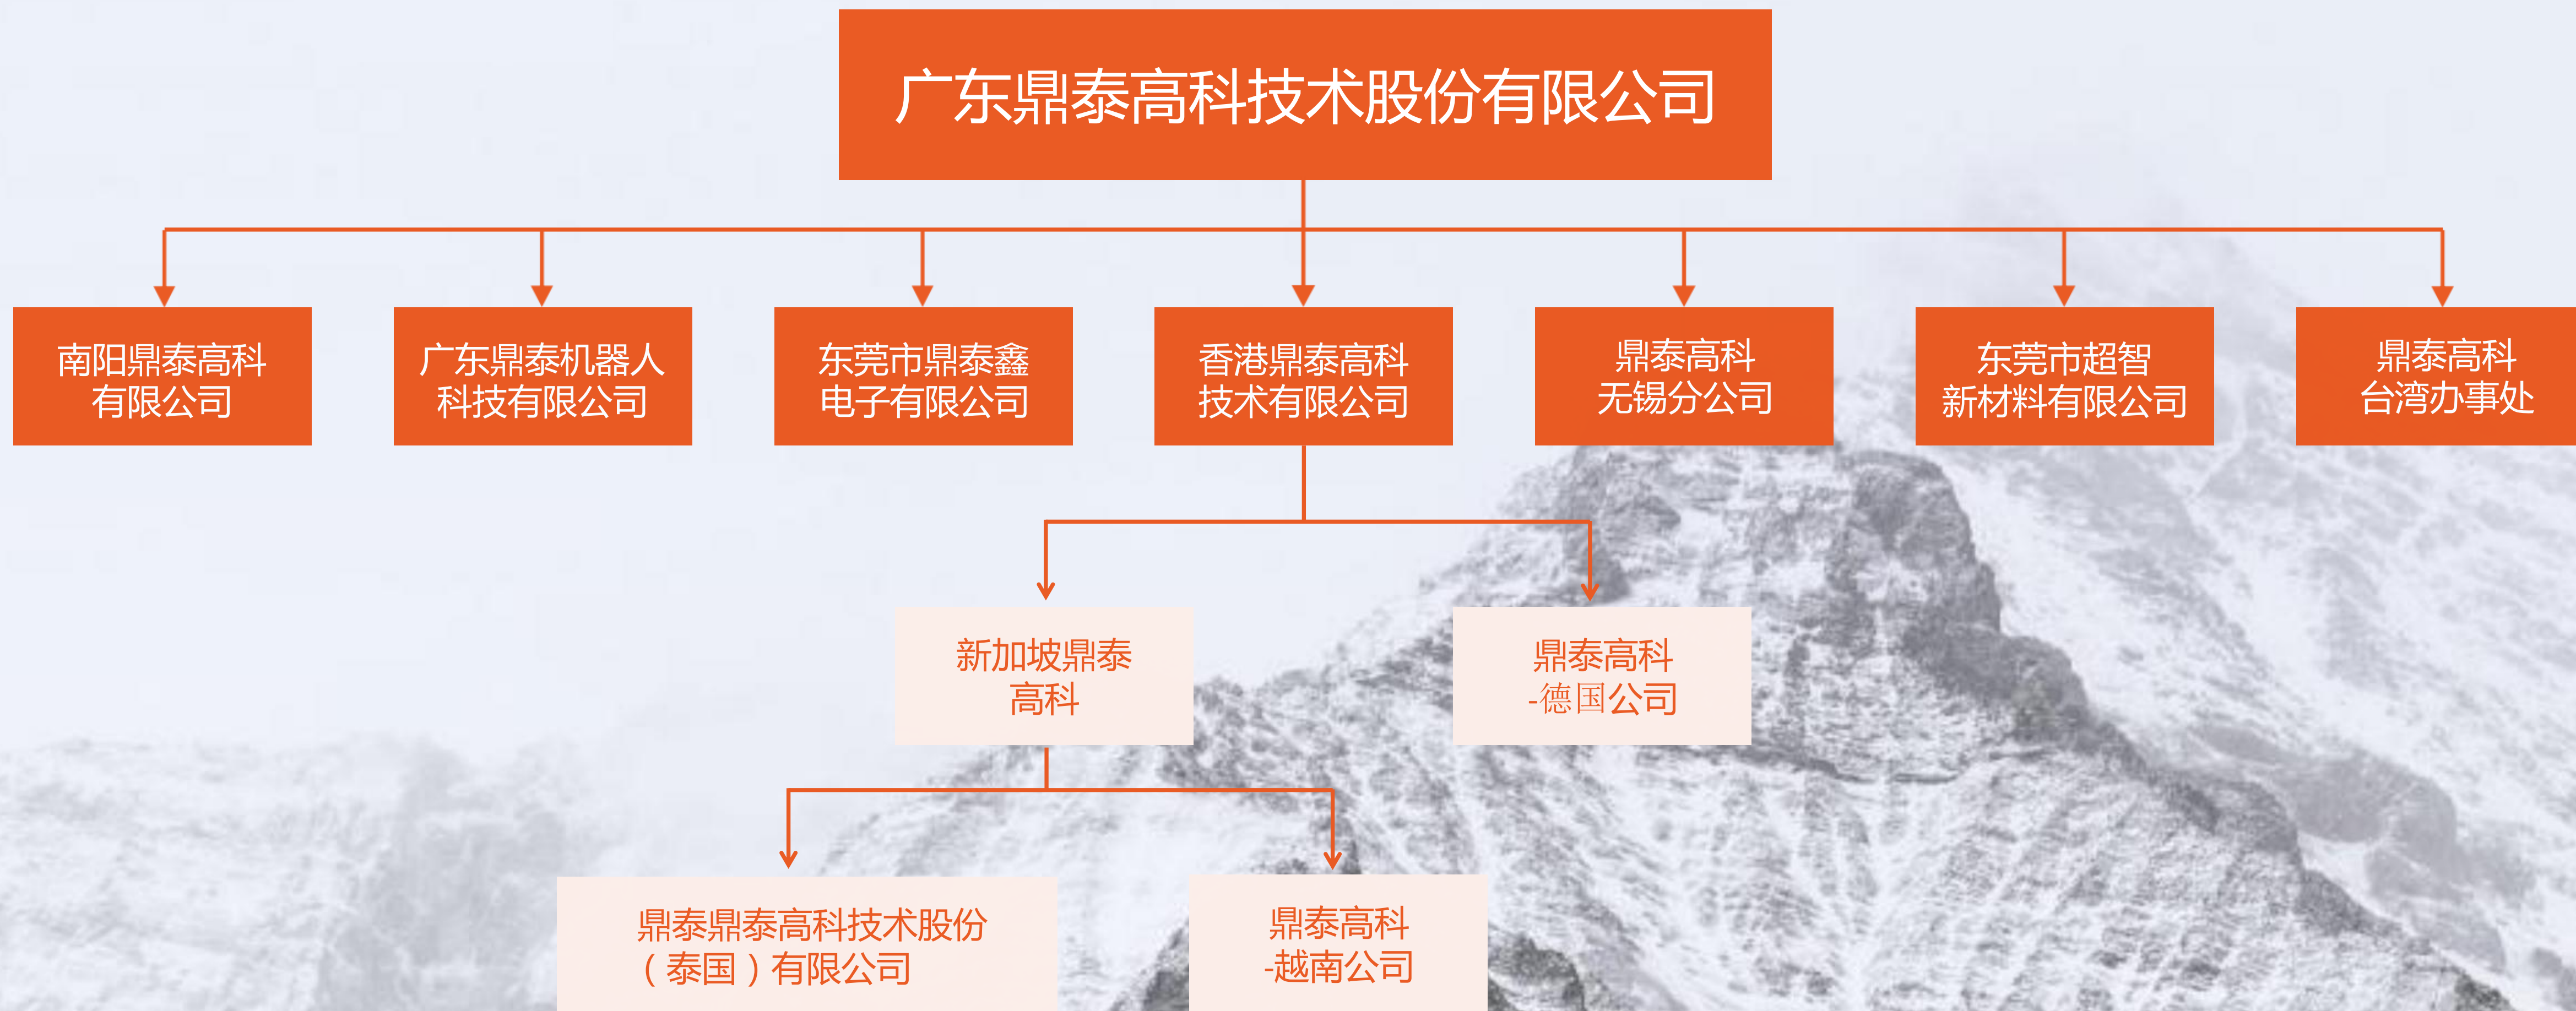 广东鼎泰高科技术股份有限公司
南阳鼎泰高科
有限公司
广东鼎泰机器人
科技有限公司
东莞市鼎泰鑫
电子有限公司
香港鼎泰高科
技术有限公司
鼎泰高科
无锡分公司
东莞市超智
新材料有限公司
鼎泰高科
台湾办事处
新加坡鼎泰
高科
鼎泰高科
-德国公司
鼎泰鼎泰高科技术股份
（泰国）有限公司
鼎泰高科
-越南公司